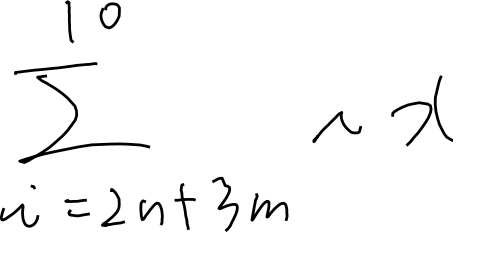 10
∑ i x
i = 2n + 3m